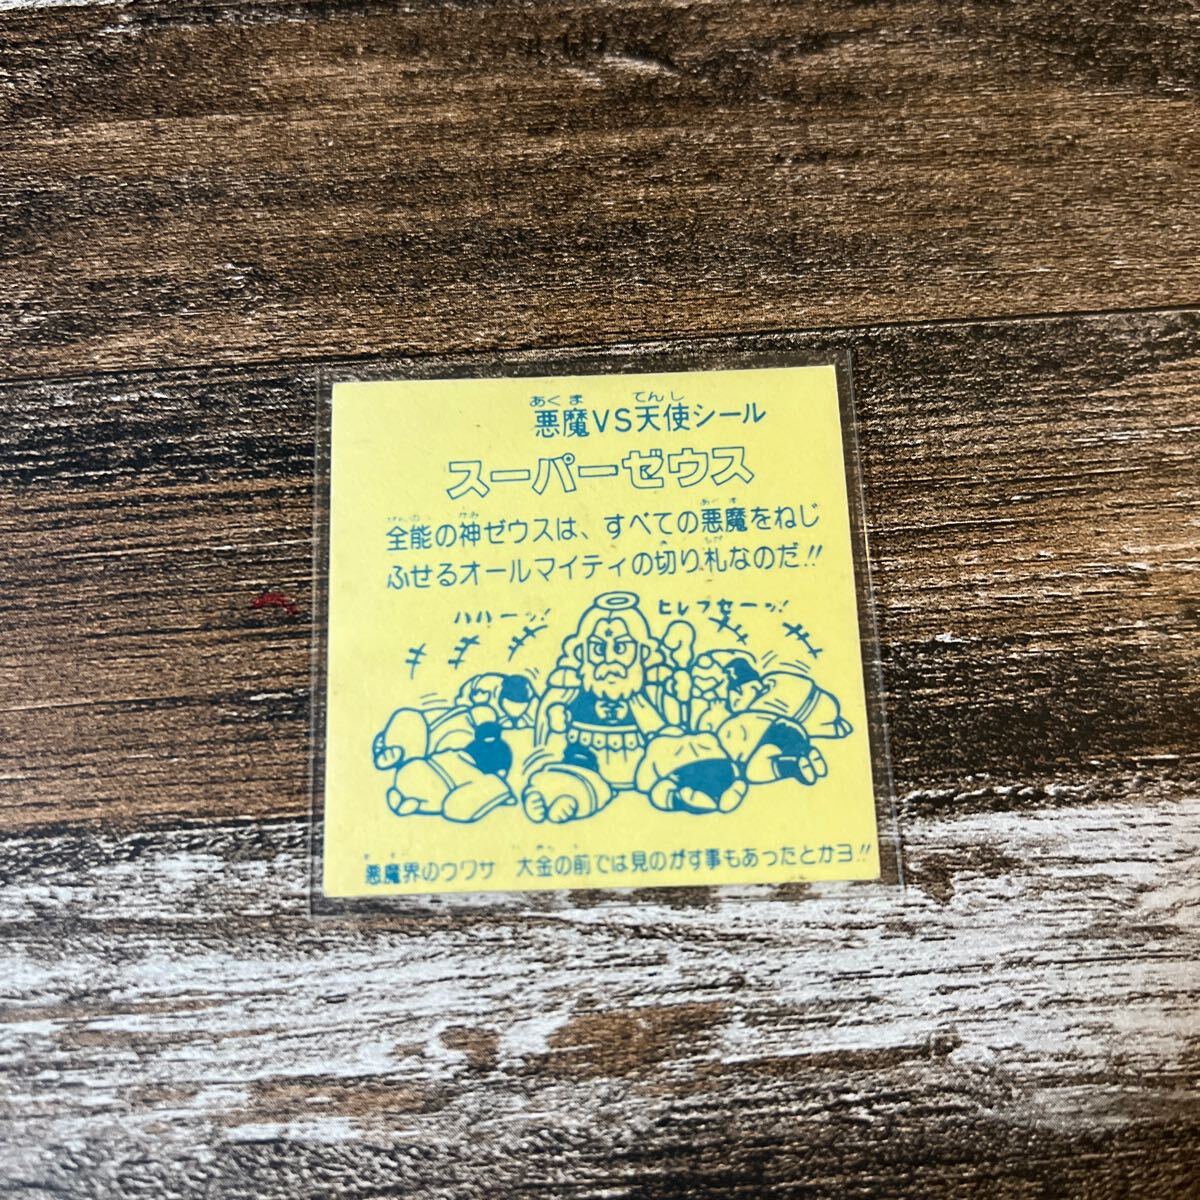 あくま てんし
悪魔VS天使シール
スーパーゼウス
全能の神ゼウスは、すべての悪魔をねじ
ふせるオールマイティの切り札なのだ!!
ハハーッ! ヒレフセーッ!
悪魔界のウワサ 大金の前では見のがす事もあったとかヨ!!